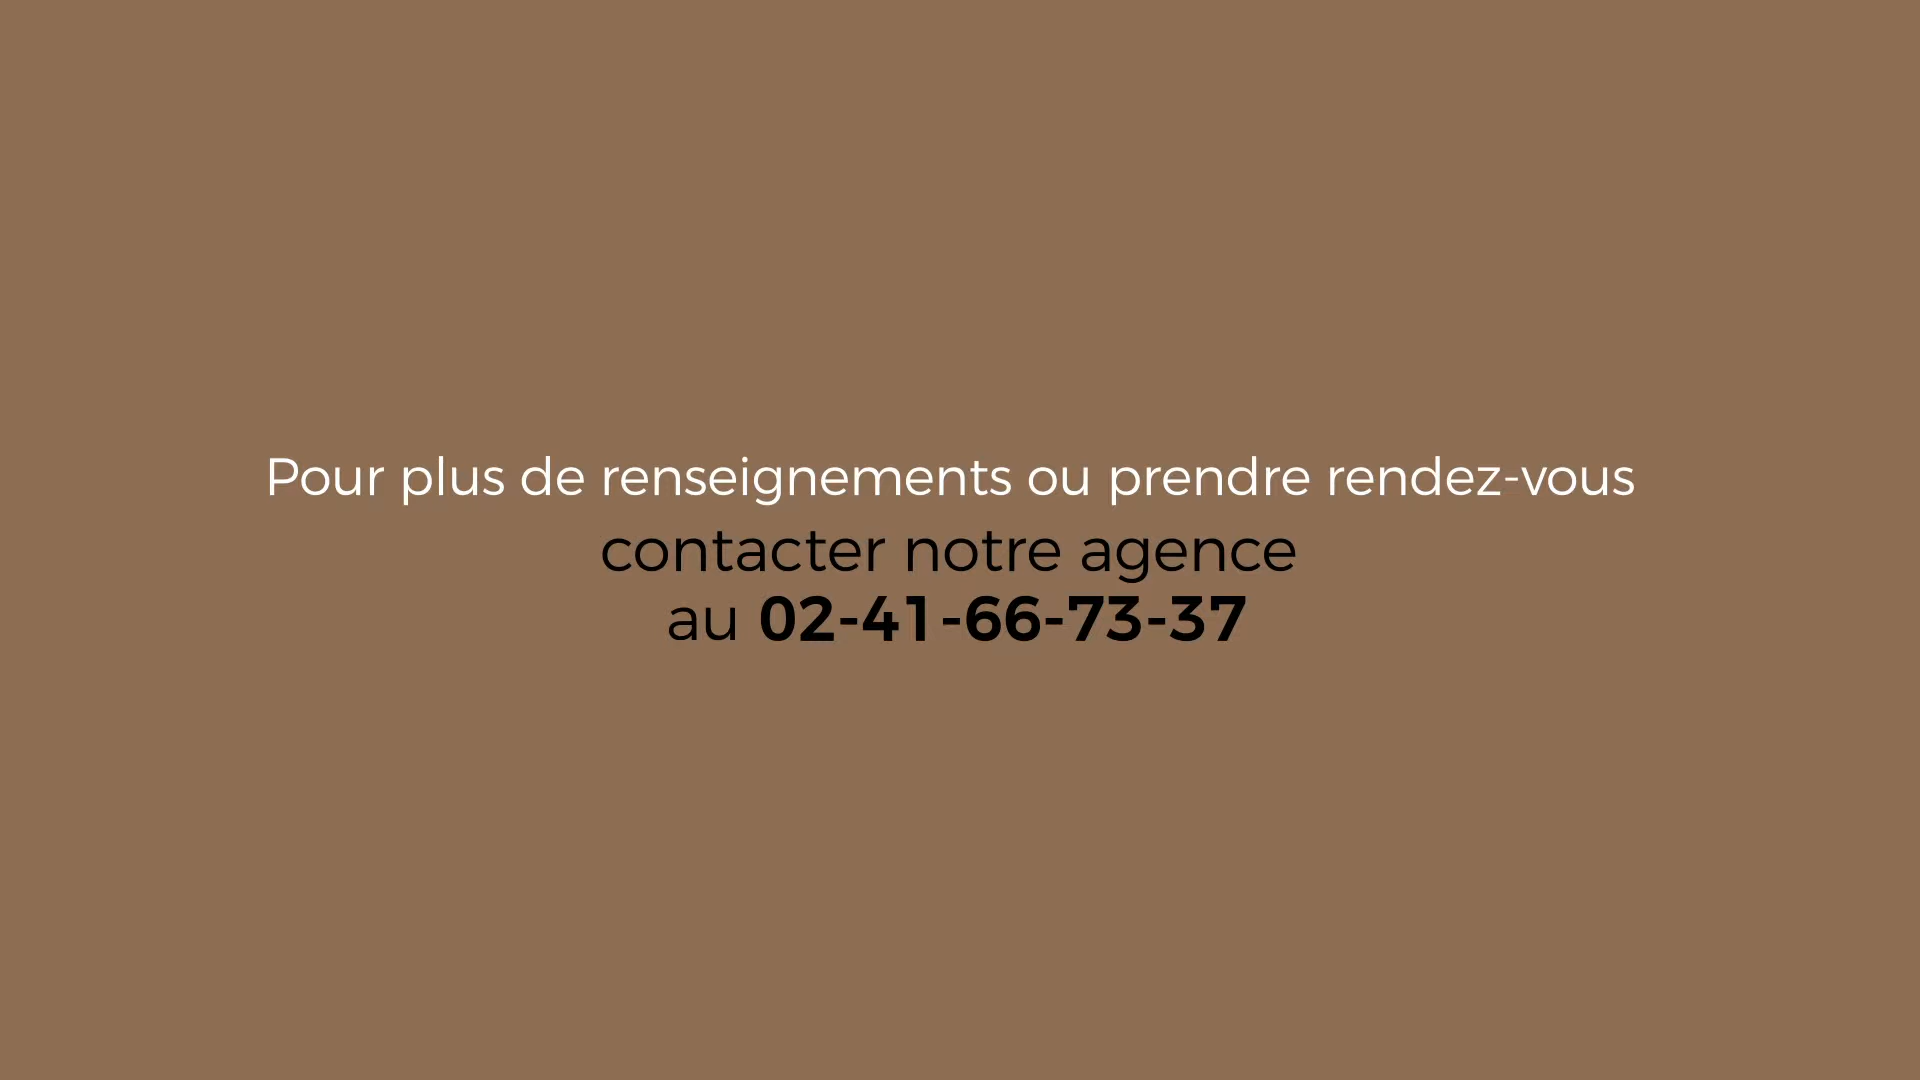 Pour plus de renseignements ou prendre rendez-vous
contacter notre agence
au 02-41-66-73-37